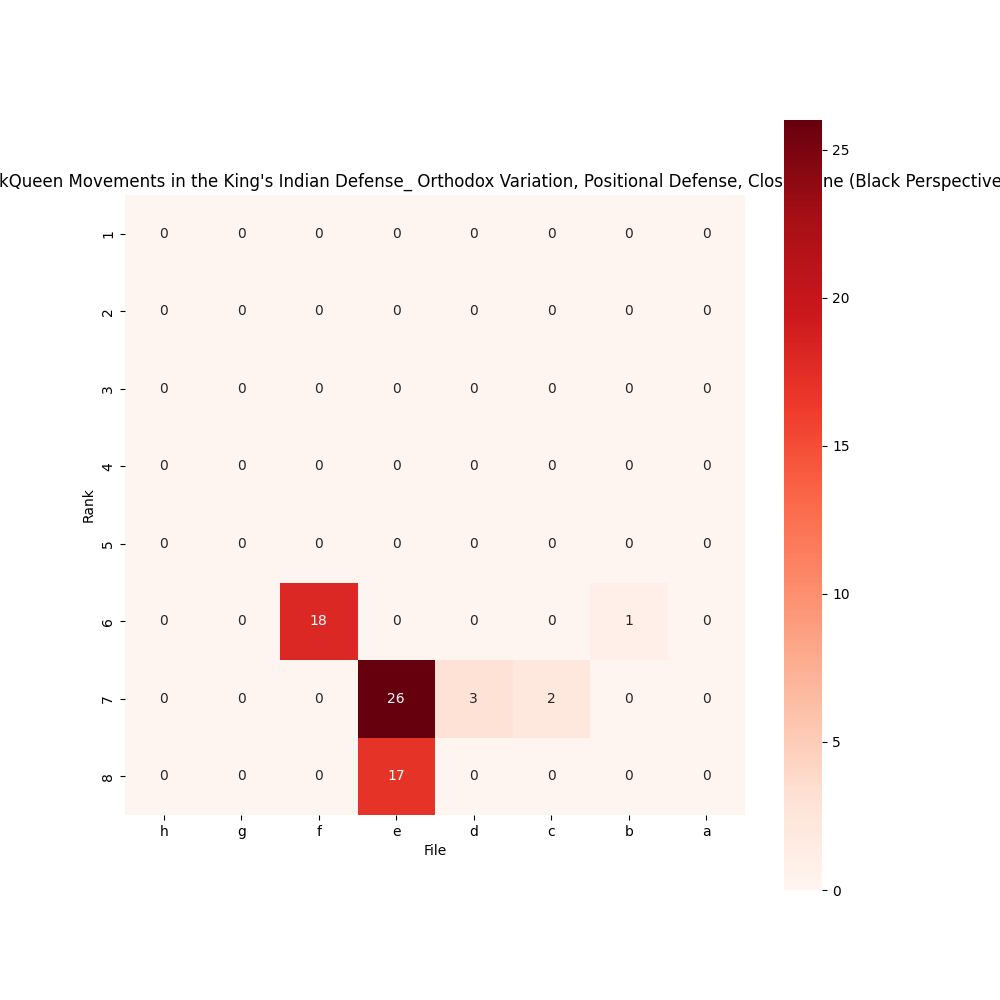 kQueen Movements in the King's Indian Defense_ Orthodox Variation, Positional Defense, Clos ne (Black Perspective
25
20
15
10
5
0
1 0 0 0 0 0 0 0 0
2 0 0 0 0 0 0 0 0
3 0 0 0 0 0 0 0 0
4 0 0 0 0 0 0 0 0
Rank
5 0 0 0 0 0 0 0 0
6 0 0 18 0 0 0 1 0
7 0 0 0 26 3 2 0 0
8 0 0 0 17 0 0 0 0
h g f e d c b a
File